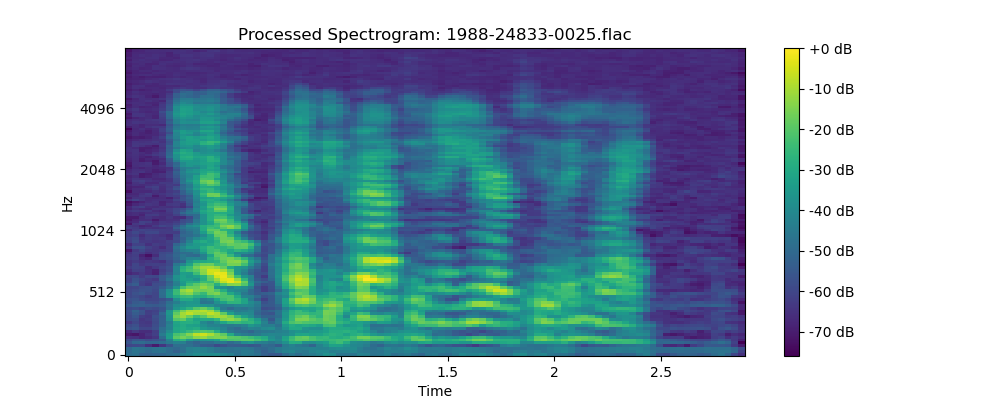 Processed Spectrogram: 1988-24833-0025.flac
Hz
4096
2048
1024
512
0
0
0.5
1
1.5
2
2.5
Time
+0 dB
-10 dB
-20 dB
-30 dB
-40 dB
-50 dB
-60 dB
-70 dB